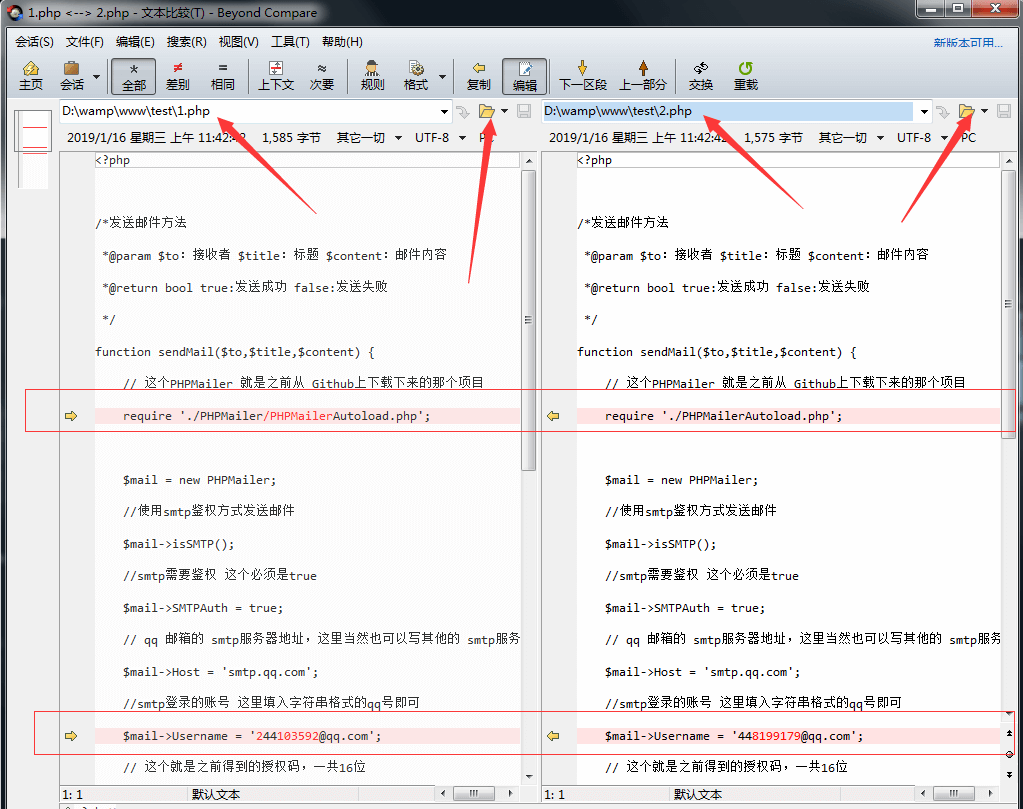 1.php <--> 2.php - 文本比较(T) - Beyond Compare
会话(S) 文件(F) 编辑(E) 搜索(R) 视图(V) 工具(T) 帮助(H) 新版本可用...
主页 会话 全部 差别 相同 上下文 次要 规则 格式 复制 编辑 下一区段 上一部分 交换 重载
D:\wamp\www\test\1.php D:\wamp\www\test\2.php
2019/1/16 星期三 上午 11:42:42 1,585 字节 其它一切 UTF-8 2019/1/16 星期三 上午 11:42:42 1,575 字节 其它一切 UTF-8 PC
<?php <?php
/*发送邮件方法 /*发送邮件方法
*@param $to：接收者 $title：标题 $content：邮件内容 *@param $to：接收者 $title：标题 $content：邮件内容
*@return bool true:发送成功 false:发送失败 *@return bool true:发送成功 false:发送失败
*/ */
function sendMail($to,$title,$content) { function sendMail($to,$title,$content) {
// 这个PHPMailer 就是之前从 Github上下载下来的那个项目 // 这个PHPMailer 就是之前从 Github上下载下来的那个项目
require './PHPMailer/PHPMailerAutoload.php'; require './PHPMailerAutoload.php';
$mail = new PHPMailer; $mail = new PHPMailer;
//使用smtp鉴权方式发送邮件 //使用smtp鉴权方式发送邮件
$mail->isSMTP(); $mail->isSMTP();
//smtp需要鉴权 这个必须是true //smtp需要鉴权 这个必须是true
$mail->SMTPAuth = true; $mail->SMTPAuth = true;
// qq 邮箱的 smtp服务器地址，这里当然也可以写其他的 smtp服务 // qq 邮箱的 smtp服务器地址，这里当然也可以写其他的 smtp服务
$mail->Host = 'smtp.qq.com'; $mail->Host = 'smtp.qq.com';
//smtp登录的账号 这里填入字符串格式的qq号即可 //smtp登录的账号 这里填入字符串格式的qq号即可
$mail->Username = '244103592@qq.com'; $mail->Username = '448199179@qq.com';
// 这个就是之前得到的授权码，一共16位 // 这个就是之前得到的授权码，一共16位
1: 1 默认文本 1: 1 默认文本